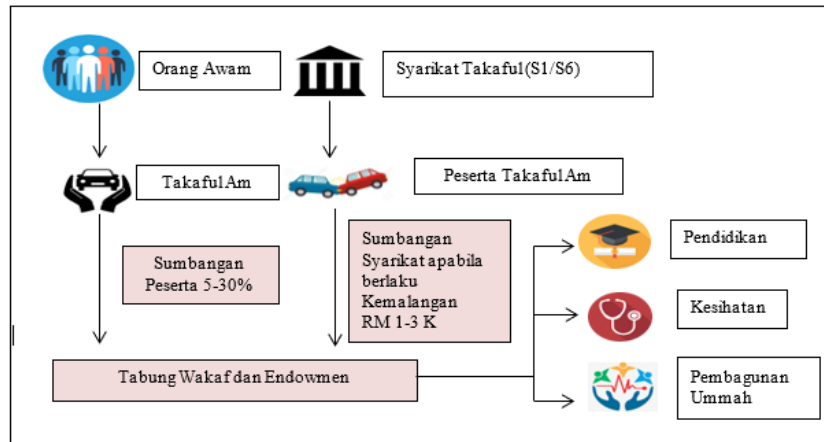 Orang Awam
Syarikat Takaful (S1/S6)
Takaful Am
Peserta Takaful Am
Sumbangan
Peserta 5-30%
Sumbangan
Syarikat apabila
berlaku
Kemalangan
RM 1-3 K
Pendidikan
Kesihatan
Tabung Wakaf dan Endowmen
Pembagunan
Ummah